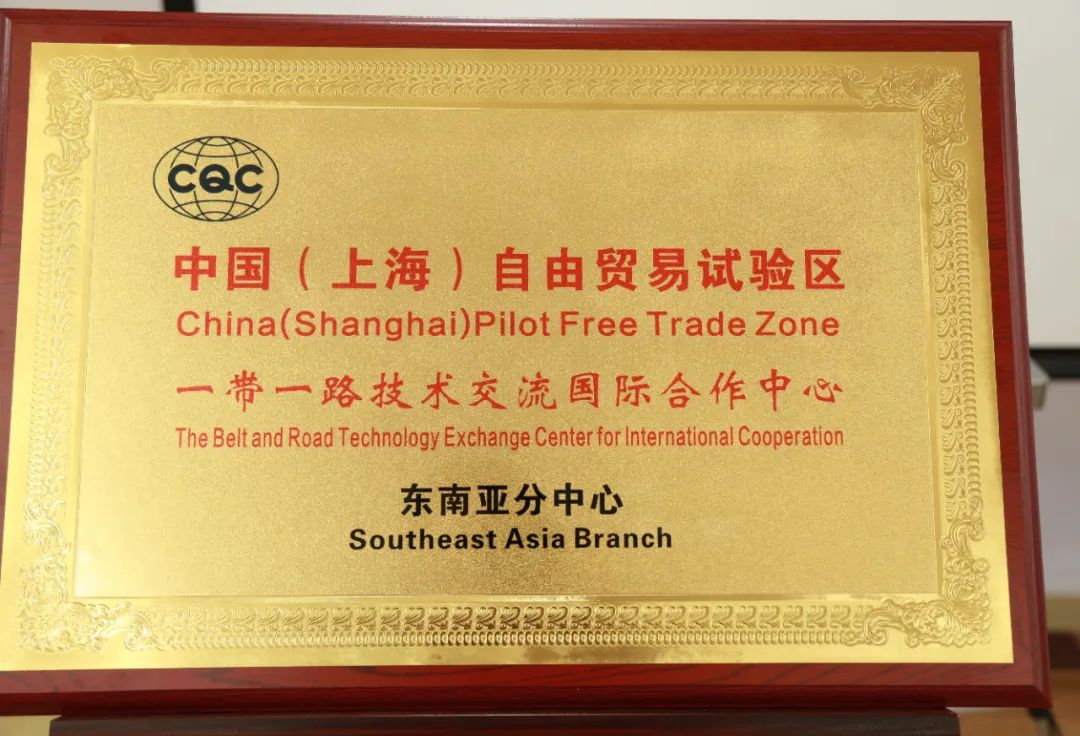 CQC
中国（上海）自由贸易试验区
China(Shanghai)Pilot Free Trade Zone
一带一路技术交流国际合作中心
The Belt and Road Technology Exchange Center for International Cooperation
东南亚分中心
Southeast Asia Branch